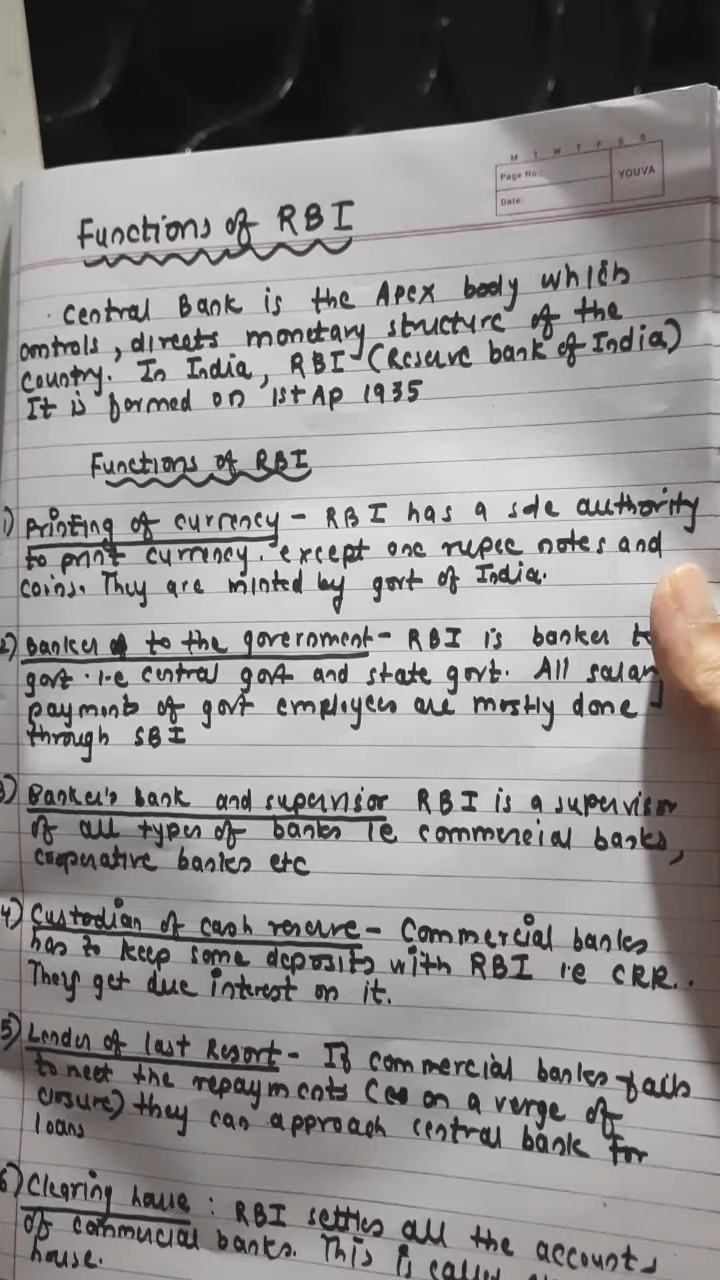 M T W T F S S
Page No.:
YOUVA
Date:
Functions of RBI
Central Bank is the Apex body which
controls, directs monetary structure of the
country. In India, RBI (Reserve bank of India)
It is formed on 1st Ap 1935
Functions of RBI
1) Printing of currency - RBI has a sole authority
to print currency. except one rupee notes and
coins. They are minted by govt of India.
2) Banker to the government - RBI is banker to
govt. i.e central govt and state govt. All salary
payments of govt employees are mostly done
through SBI
3) Banker's bank and supervisor RBI is a supervisor
of all types of banks ie commercial banks,
cooperative banks etc
4) Custodian of cash reserve - Commercial banks
has to keep some deposits with RBI i.e CRR..
They get due interest on it.
5) Lender of last Resort - If commercial banks fails
to meet the repayments ( on a verge of
closure) they can approach central bank for
loans
6) Clearing house : RBI settles all the accounts
of commercial banks. This is called
house.